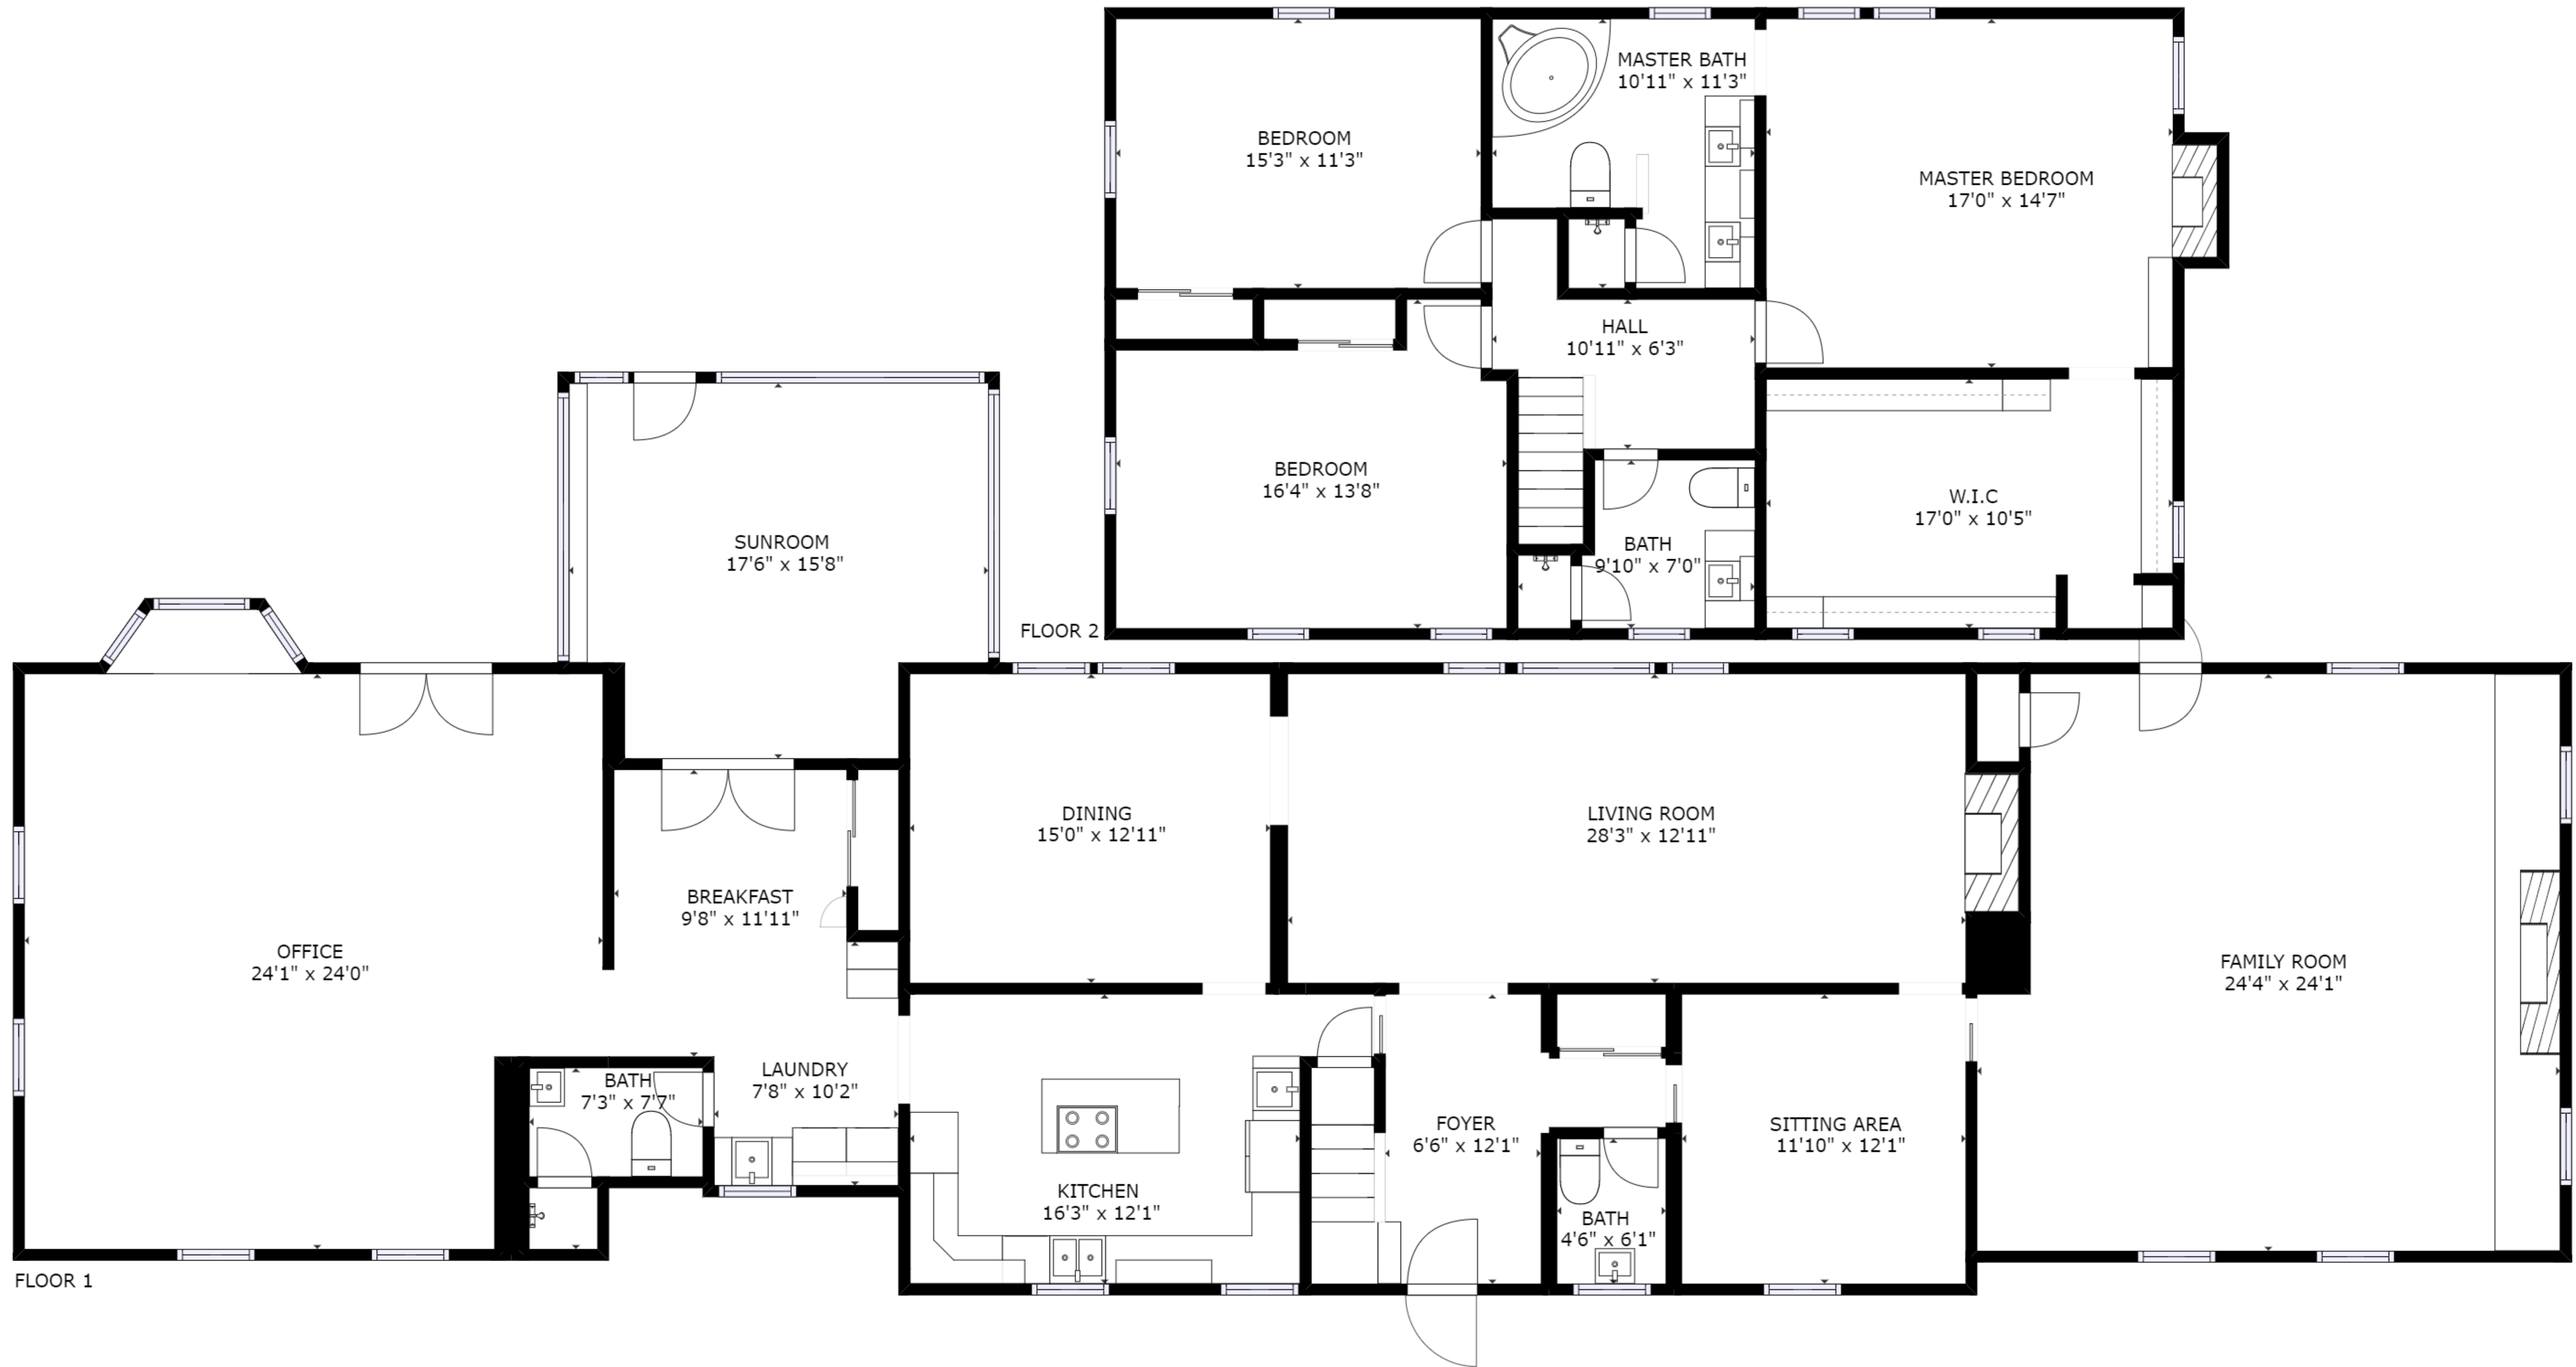 MASTER BATH
10'11" x 11'3"
BEDROOM
15'3" x 11'3"
MASTER BEDROOM
17'0" x 14'7"
HALL
10'11" x 6'3"
BEDROOM
16'4" x 13'8"
W.I.C
17'0" x 10'5"
BATH
9'10" x 7'0"
FLOOR 2
SUNROOM
17'6" x 15'8"
DINING
15'0" x 12'11"
LIVING ROOM
28'3" x 12'11"
BREAKFAST
9'8" x 11'11"
OFFICE
24'1" x 24'0"
FAMILY ROOM
24'4" x 24'1"
BATH
7'3" x 7'7"
LAUNDRY
7'8" x 10'2"
FOYER
6'6" x 12'1"
SITTING AREA
11'10" x 12'1"
KITCHEN
16'3" x 12'1"
BATH
4'6" x 6'1"
FLOOR 1